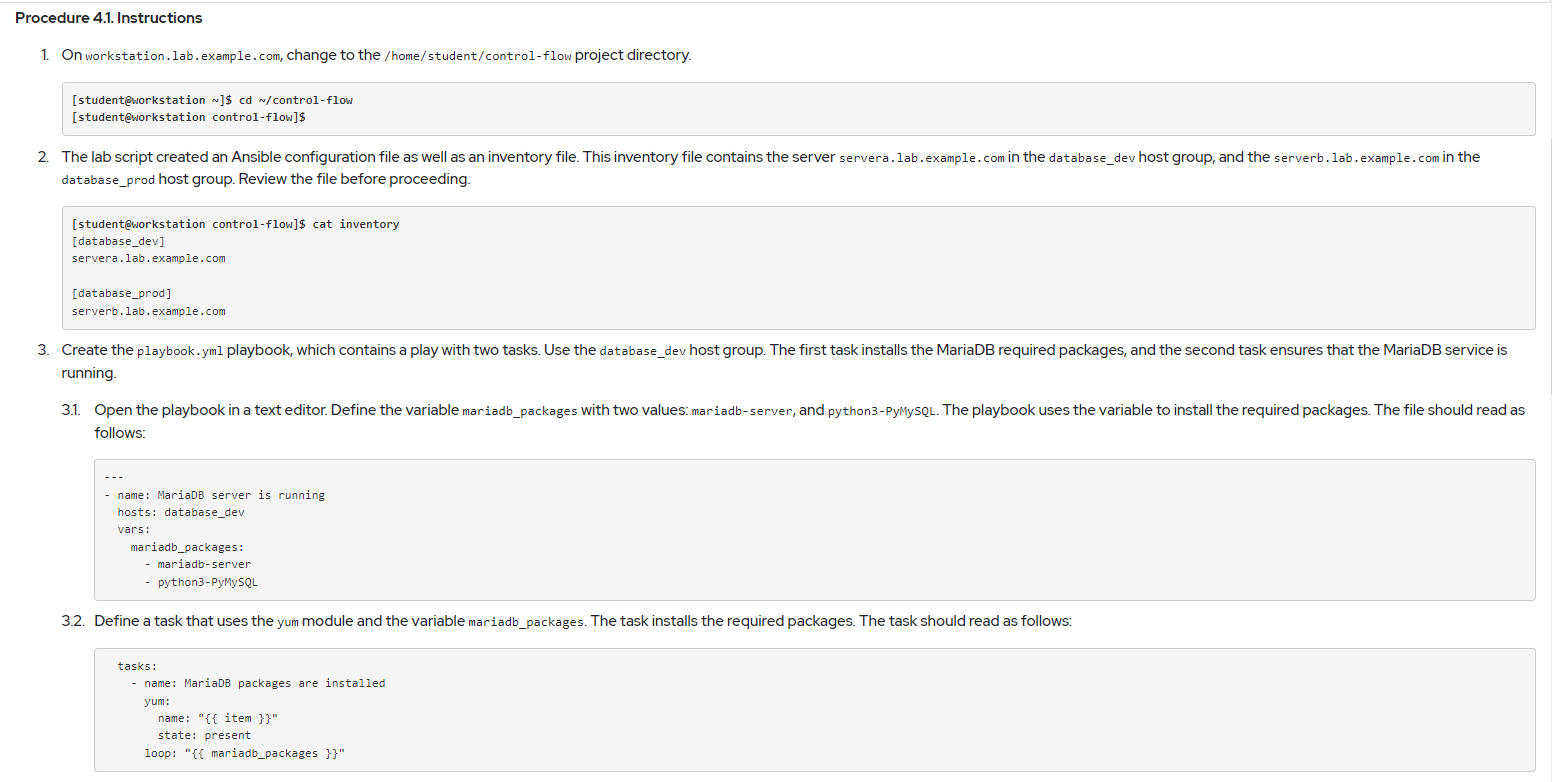 Procedure 4.1. Instructions
1. On workstation.lab.example.com, change to the /home/student/control-flow project directory.
[student@workstation ~]$ cd ~/control-flow
[student@workstation control-flow]$
2. The lab script created an Ansible configuration file as well as an inventory file. This inventory file contains the server servera.lab.example.com in the database_dev host group, and the serverb.lab.example.com in the
database_prod host group. Review the file before proceeding.
[student@workstation control-flow]$ cat inventory
[database_dev]
servera.lab.example.com

[database_prod]
serverb.lab.example.com
3. Create the playbook.yml playbook, which contains a play with two tasks. Use the database_dev host group. The first task installs the MariaDB required packages, and the second task ensures that the MariaDB service is
running.
3.1. Open the playbook in a text editor. Define the variable mariadb_packages with two values: mariadb-server, and python3-PyMySQL. The playbook uses the variable to install the required packages. The file should read as
follows:
---
- name: MariaDB server is running
  hosts: database_dev
  vars:
    mariadb_packages:
      - mariadb-server
      - python3-PyMySQL
3.2. Define a task that uses the yum module and the variable mariadb_packages. The task installs the required packages. The task should read as follows:
  tasks:
    - name: MariaDB packages are installed
      yum:
        name: "{{ item }}"
        state: present
      loop: "{{ mariadb_packages }}"